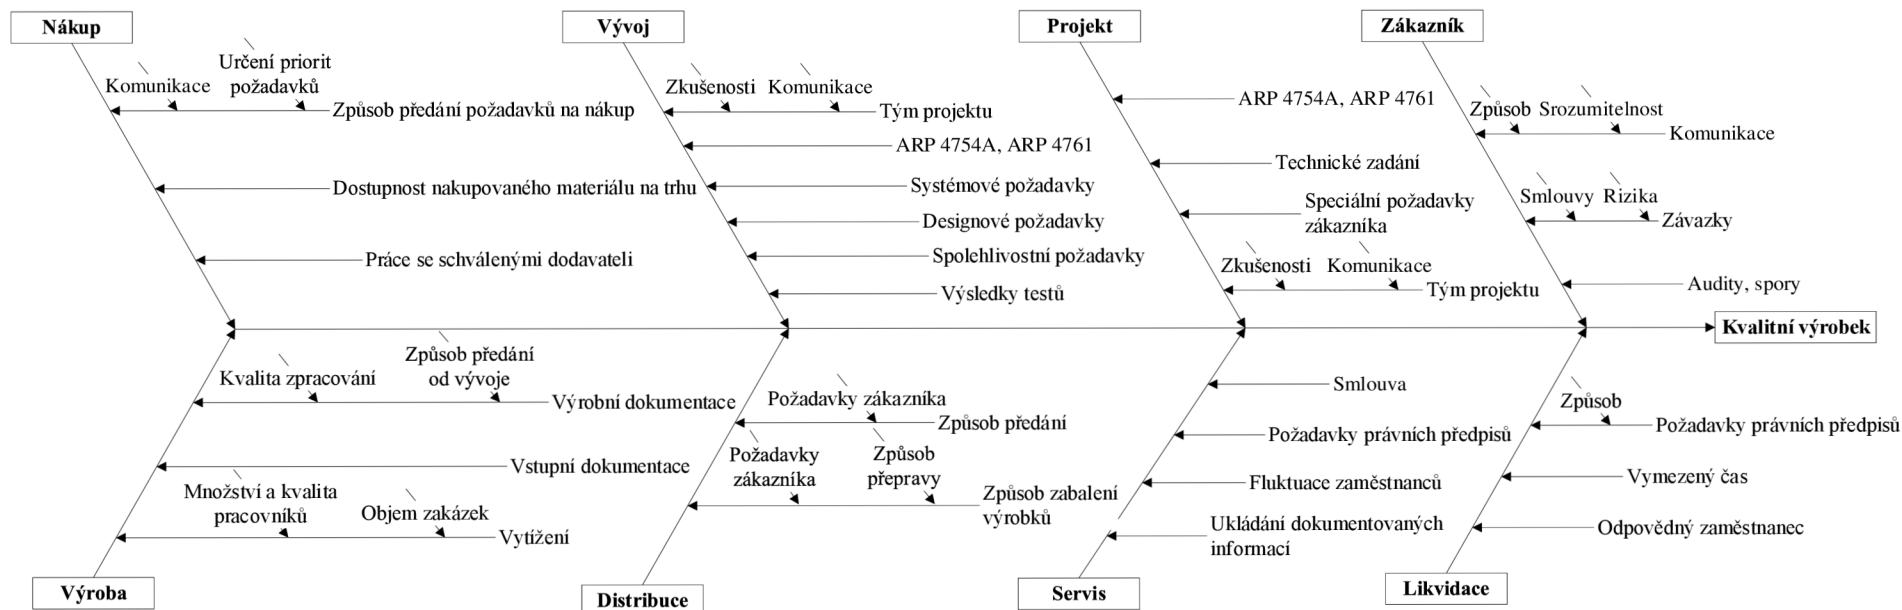 Nákup
Vývoj
Projekt
Zákazník
Komunikace
Určení priorit
požadavků
Způsob předání požadavků na nákup
Dostupnost nakupovaného materiálu na trhu
Práce se schválenými dodavateli
Zkušenosti
Komunikace
Tým projektu
ARP 4754A, ARP 4761
Systémové požadavky
Designové požadavky
Spolehlivostní požadavky
Výsledky testů
ARP 4754A, ARP 4761
Technické zadání
Speciální požadavky
zákazníka
Zkušenosti
Komunikace
Tým projektu
Způsob
Srozumitelnost
Komunikace
Smlouvy
Rizika
Závazky
Audity, spory
Kvalitní výrobek
Kvalita zpracování
Způsob předání
od vývoje
Výrobní dokumentace
Vstupní dokumentace
Množství a kvalita
pracovníků
Objem zakázek
Vytížení
Požadavky zákazníka
Způsob předání
Požadavky
zákazníka
Způsob
přepravy
Způsob zabalení
výrobků
Smlouva
Požadavky právních předpisů
Fluktuace zaměstnanců
Ukládání dokumentovaných
informací
Způsob
Požadavky právních předpisů
Vymezený čas
Odpovědný zaměstnanec
Výroba
Distribuce
Servis
Likvidace